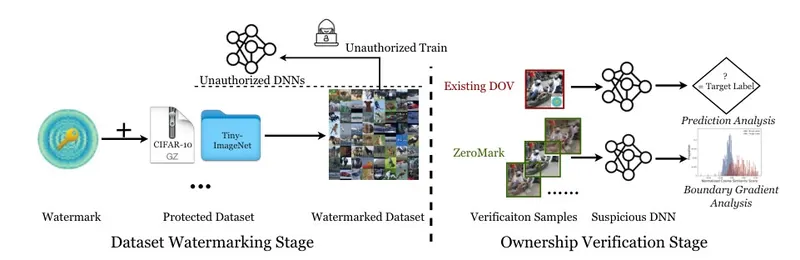 Unauthorized Train
Unauthorized DNNs
Existing DOV
?
= Target Label
Prediction Analysis
CIFAR-10
GZ
Tiny-
ImageNet
ZeroMark
Boundary Gradient
Analysis
Watermark
Protected Dataset
Watermarked Dataset
Verificaiton Samples
Suspicious DNN
Dataset Watermarking Stage
Ownership Verification Stage